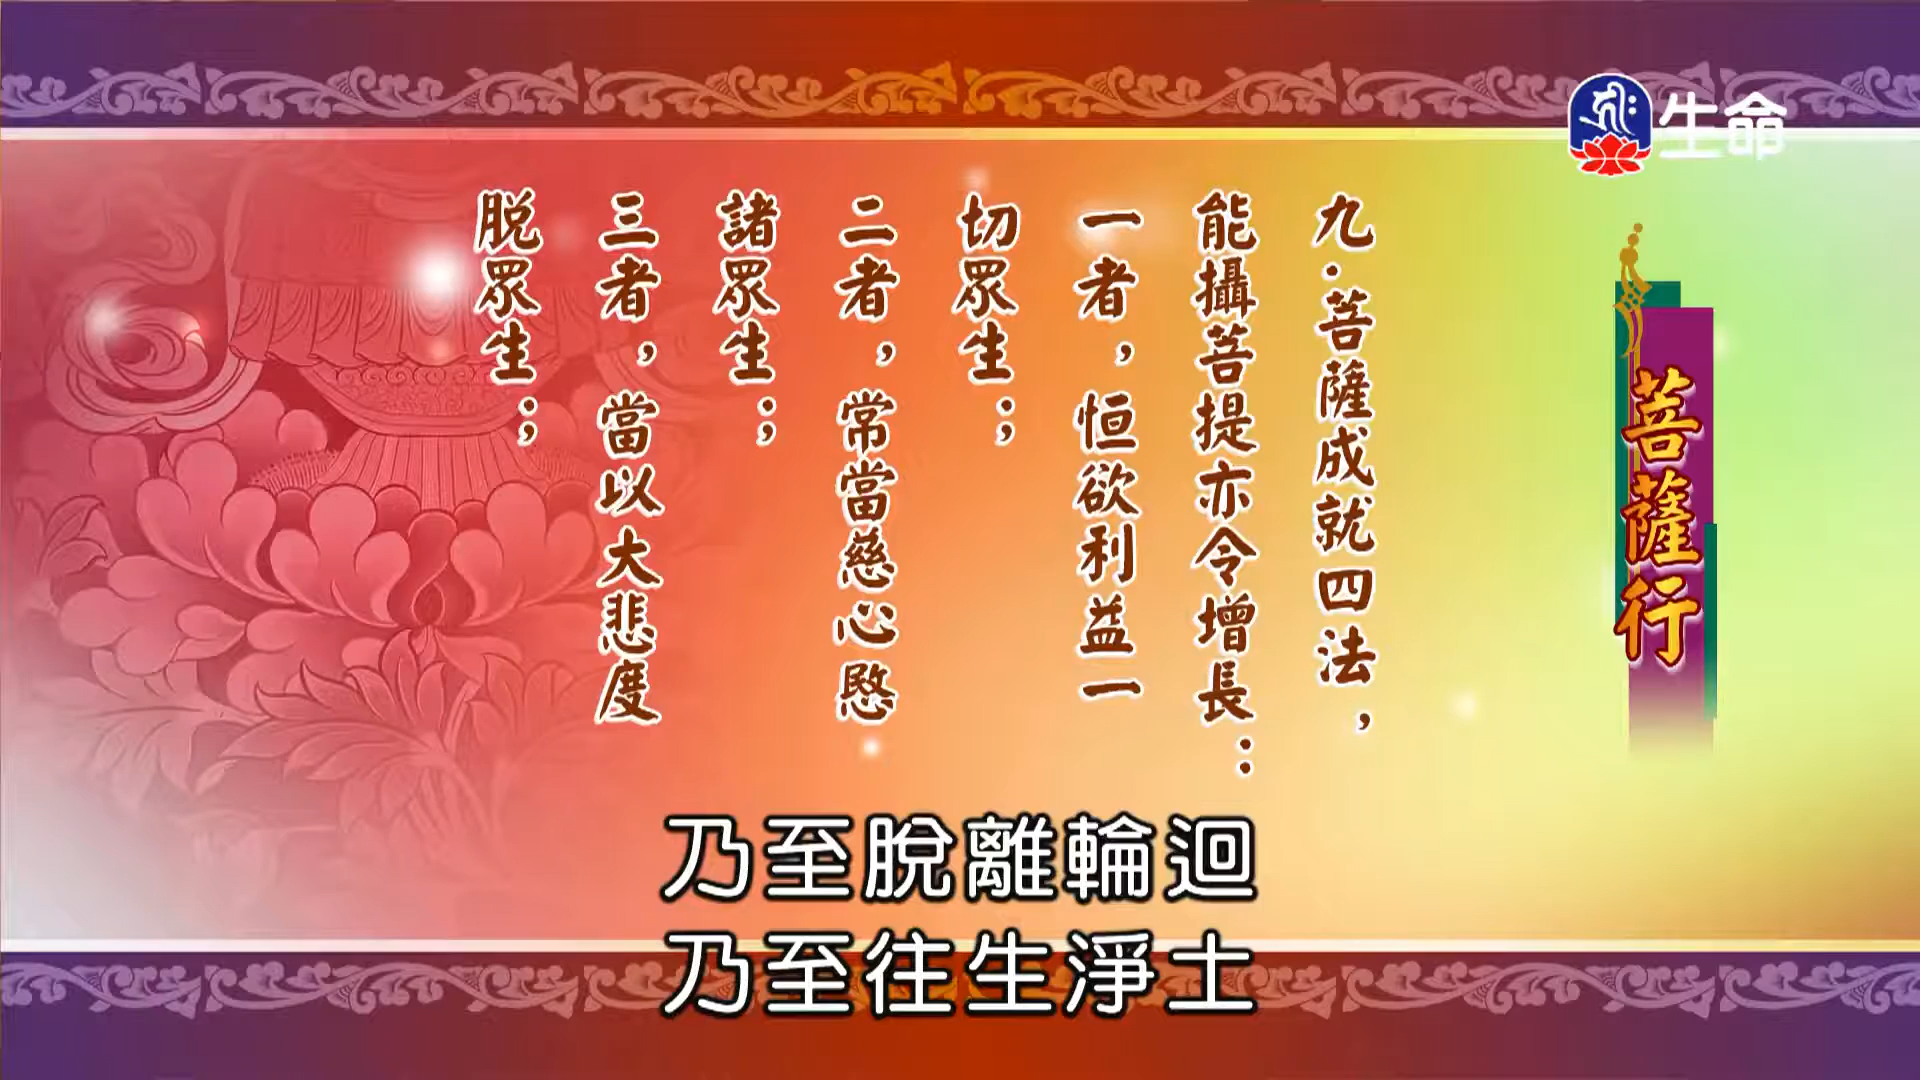 生命
菩薩行
九．菩薩成就四法，
能攝菩提亦令增長：
一者，恒欲利益一
切眾生；
二者，常當慈心愍
諸眾生；
三者，當以大悲度
脫眾生；
乃至脫離輪迴
乃至往生淨土